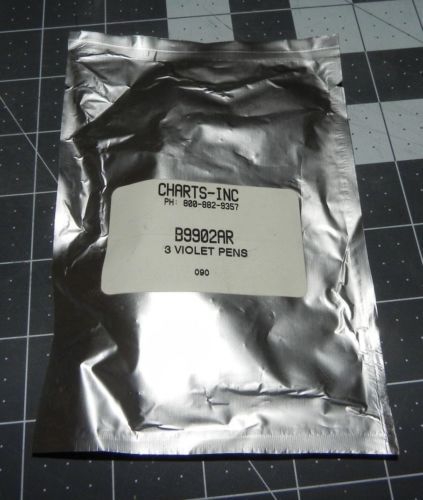 CHARTS-INC
PH: 800-882-9357
B9902AR
3 VIOLET PENS
090